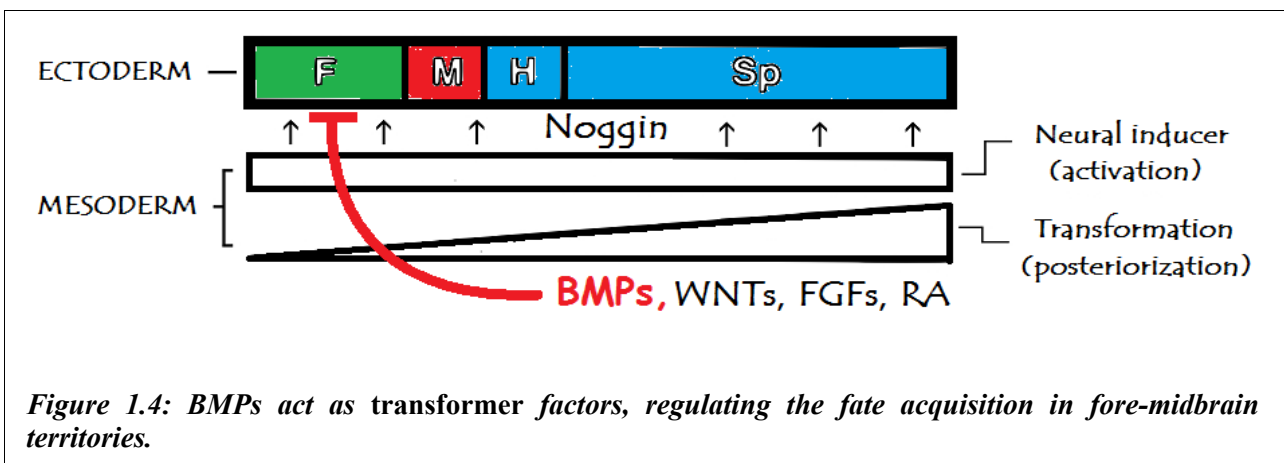 F M H Sp
ECTODERM
Noggin
Neural inducer
(activation)
MESODERM
Transformation
(posteriorization)
BMPs, WNTs, FGFs, RA
Figure 1.4: BMPs act as transformer factors, regulating the fate acquisition in fore-midbrain
territories.